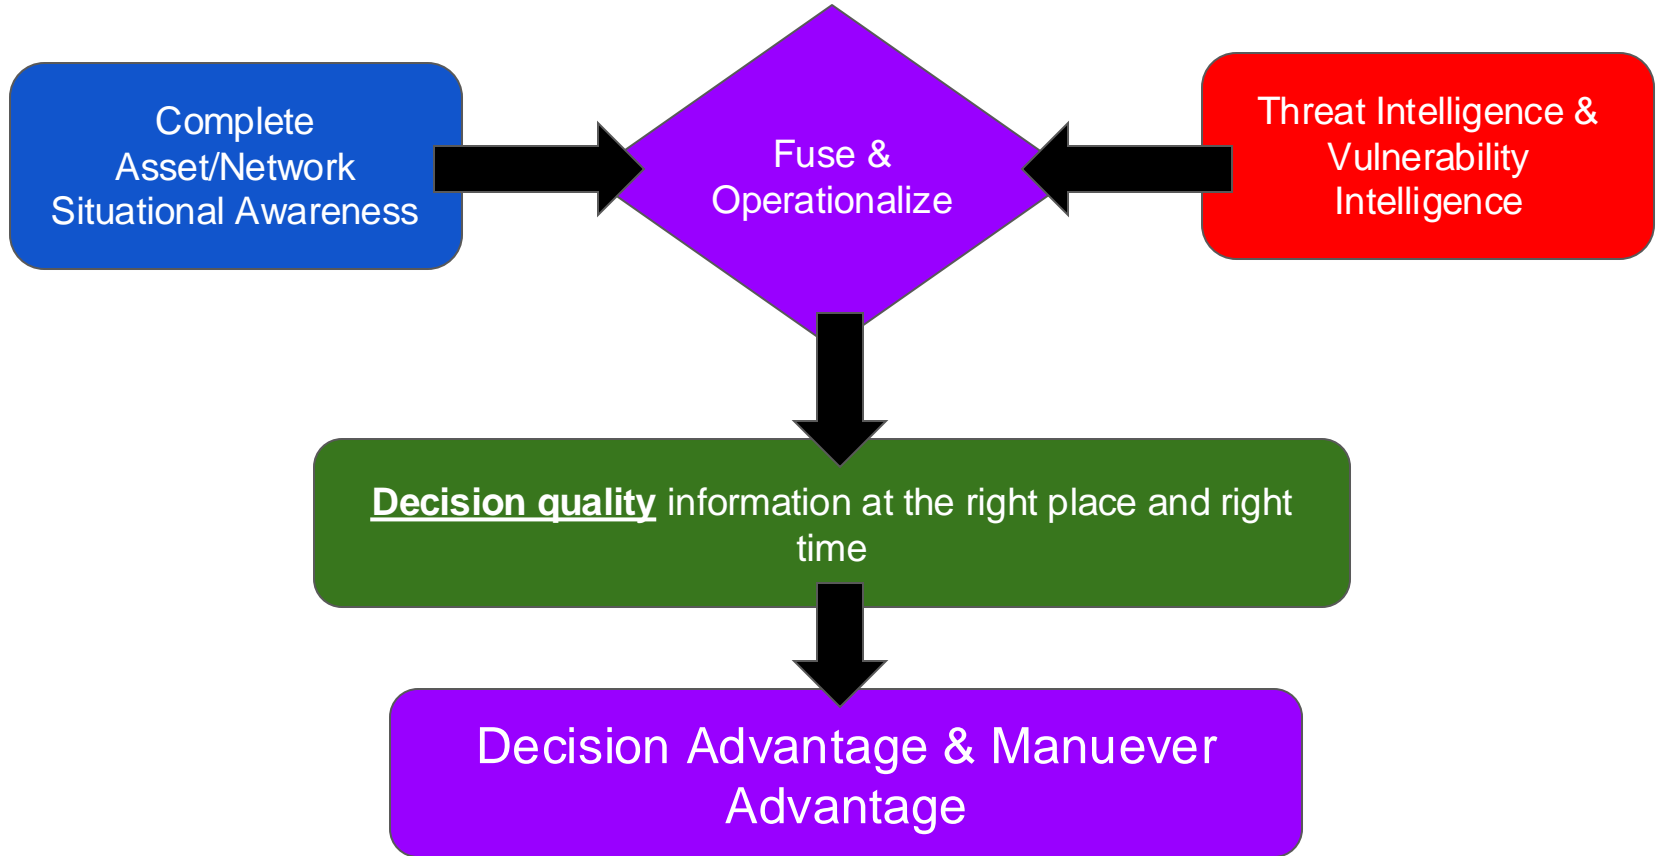 Complete
Asset/Network
Situational Awareness
Fuse &
Operationalize
Threat Intelligence &
Vulnerability
Intelligence
Decision quality information at the right place and right
time
Decision Advantage & Manuever
Advantage